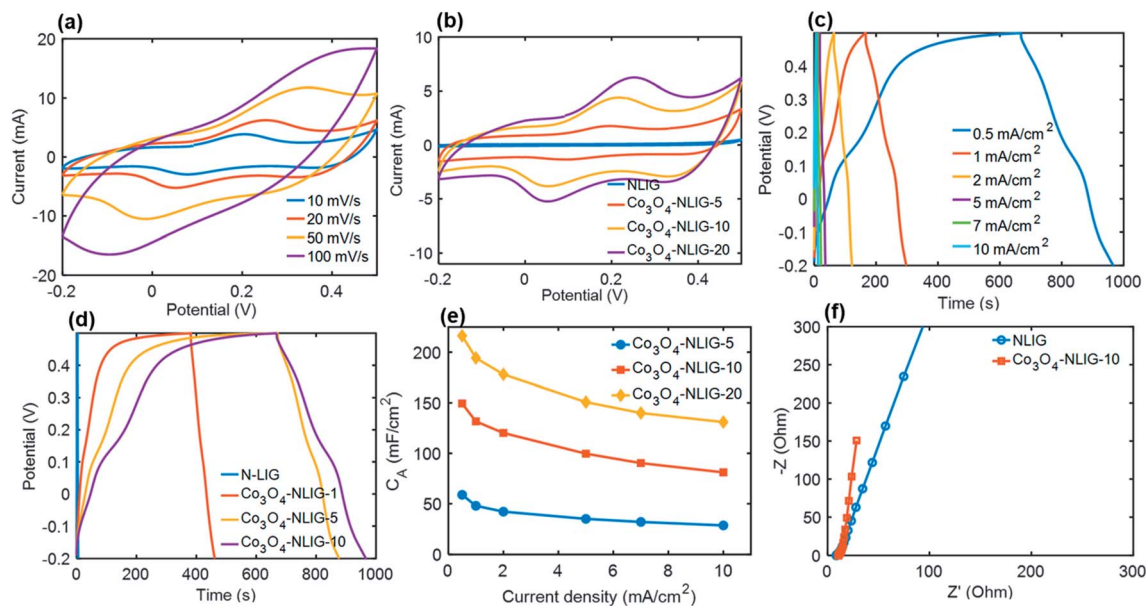 (a)
20
10
0
-10
-20
Current (mA)
10 mV/s
20 mV/s
50 mV/s
100 mV/s
-0.2
0
0.2
0.4
Potential (V)
(b)
10
5
0
-5
-10
Current (mA)
NLIG
Co₃O₄-NLIG-5
Co₃O₄-NLIG-10
Co₃O₄-NLIG-20
-0.2
0
0.2
0.4
Potential (V)
(c)
0.5
0.4
0.3
0.2
0.1
0
-0.1
-0.2
Potential (V)
0.5 mA/cm²
1 mA/cm²
2 mA/cm²
5 mA/cm²
7 mA/cm²
10 mA/cm²
0
200
400
600
800
1000
Time (s)
(d)
0.4
0.3
0.2
0.1
0
-0.1
-0.2
Potential (V)
N-LIG
Co₃O₄-NLIG-1
Co₃O₄-NLIG-5
Co₃O₄-NLIG-10
0
200
400
600
800
1000
Time (s)
(e)
200
150
100
50
0
C_A (mF/cm²)
Co₃O₄-NLIG-5
Co₃O₄-NLIG-10
Co₃O₄-NLIG-20
0
2
4
6
8
10
Current density (mA/cm²)
(f)
300
250
200
150
100
50
0
-Z (Ohm)
NLIG
Co₃O₄-NLIG-10
0
100
200
300
Z' (Ohm)